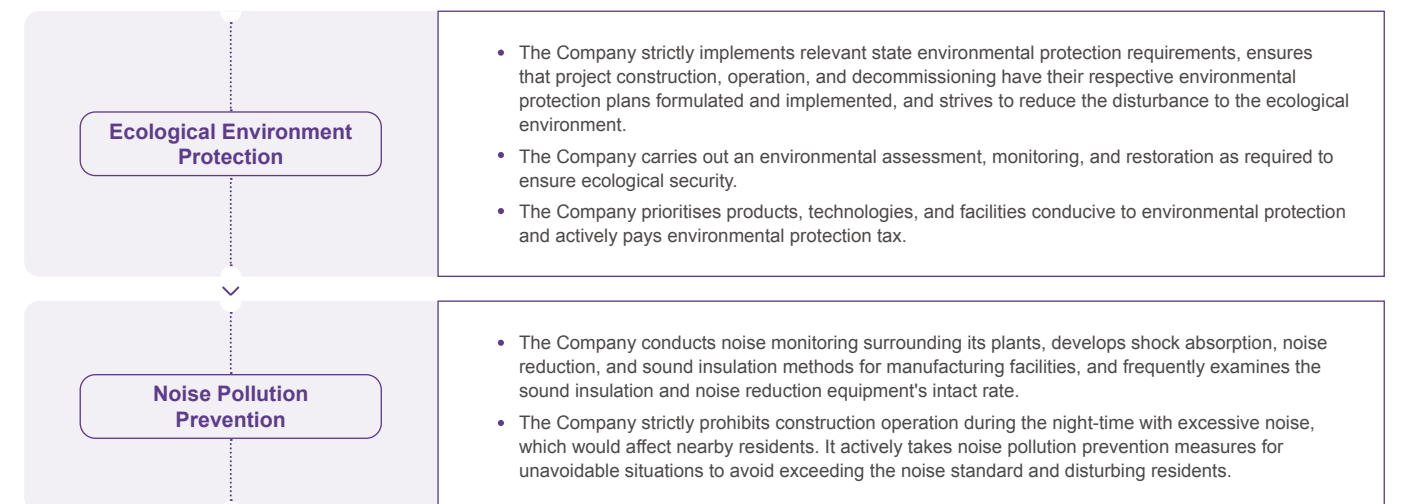 Ecological Environment
Protection
• The Company strictly implements relevant state environmental protection requirements, ensures
that project construction, operation, and decommissioning have their respective environmental
protection plans formulated and implemented, and strives to reduce the disturbance to the ecological
environment.
• The Company carries out an environmental assessment, monitoring, and restoration as required to
ensure ecological security.
• The Company prioritises products, technologies, and facilities conducive to environmental protection
and actively pays environmental protection tax.
Noise Pollution
Prevention
• The Company conducts noise monitoring surrounding its plants, develops shock absorption, noise
reduction, and sound insulation methods for manufacturing facilities, and frequently examines the
sound insulation and noise reduction equipment's intact rate.
• The Company strictly prohibits construction operation during the night-time with excessive noise,
which would affect nearby residents. It actively takes noise pollution prevention measures for
unavoidable situations to avoid exceeding the noise standard and disturbing residents.